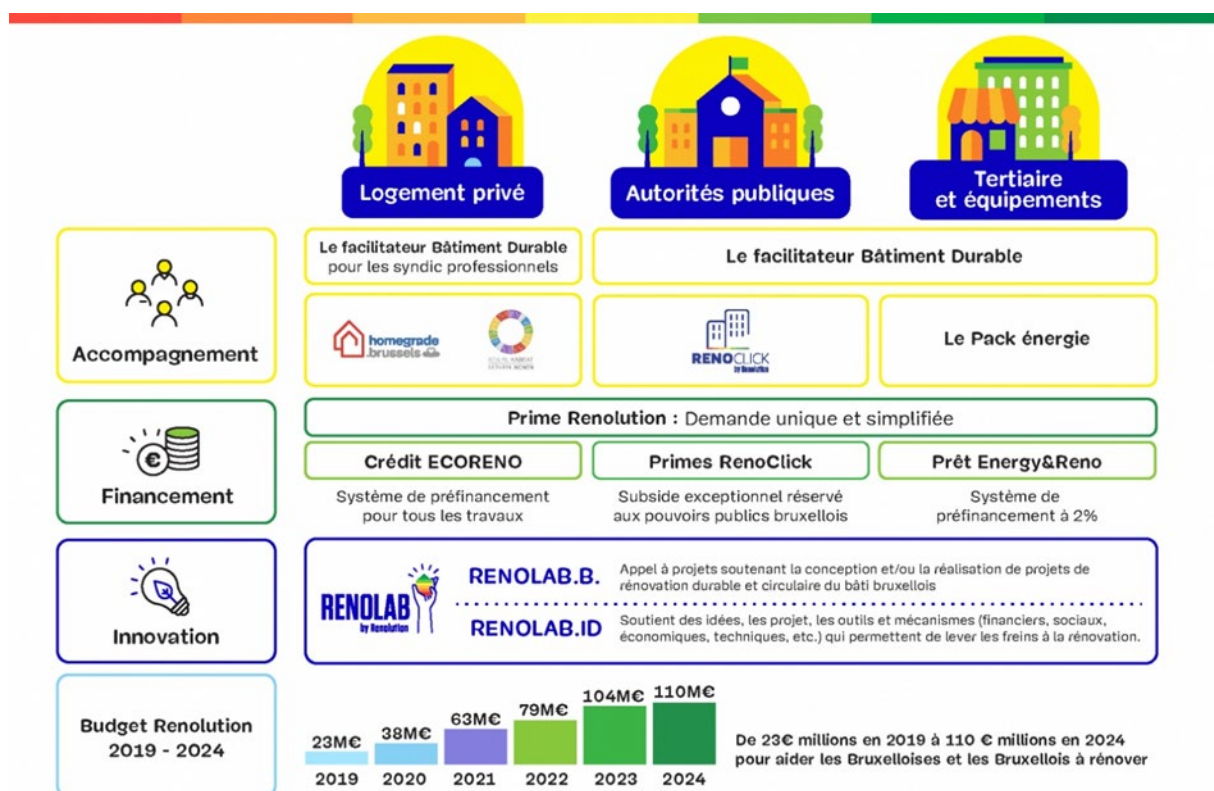 Logement privé
Autorités publiques
Tertiaire
et équipements
Accompagnement
Le facilitateur Bâtiment Durable
pour les syndic professionnels
Le facilitateur Bâtiment Durable
homegrade
.brussels
RENOCLICK
by Renolution
Le Pack énergie
Financement
Prime Renolution : Demande unique et simplifiée
Crédit ECORENO
Système de préfinancement
pour tous les travaux
Primes RenoClick
Subside exceptionnel réservé
aux pouvoirs publics bruxellois
Prêt Energy&Reno
Système de
préfinancement à 2%
Innovation
RENOLAB
by Renolution
RENOLAB.B.
Appel à projets soutenant la conception et/ou la réalisation de projets de
rénovation durable et circulaire du bâti bruxellois
RENOLAB.ID
Soutient des idées, les projet, les outils et mécanismes (financiers, sociaux,
économiques, techniques, etc.) qui permettent de lever les freins à la rénovation.
Budget Renolution
2019 - 2024
23M€
38M€
63M€
79M€
104M€
110M€
2019
2020
2021
2022
2023
2024
De 23€ millions en 2019 à 110 € millions en 2024
pour aider les Bruxelloises et les Bruxellois à rénover